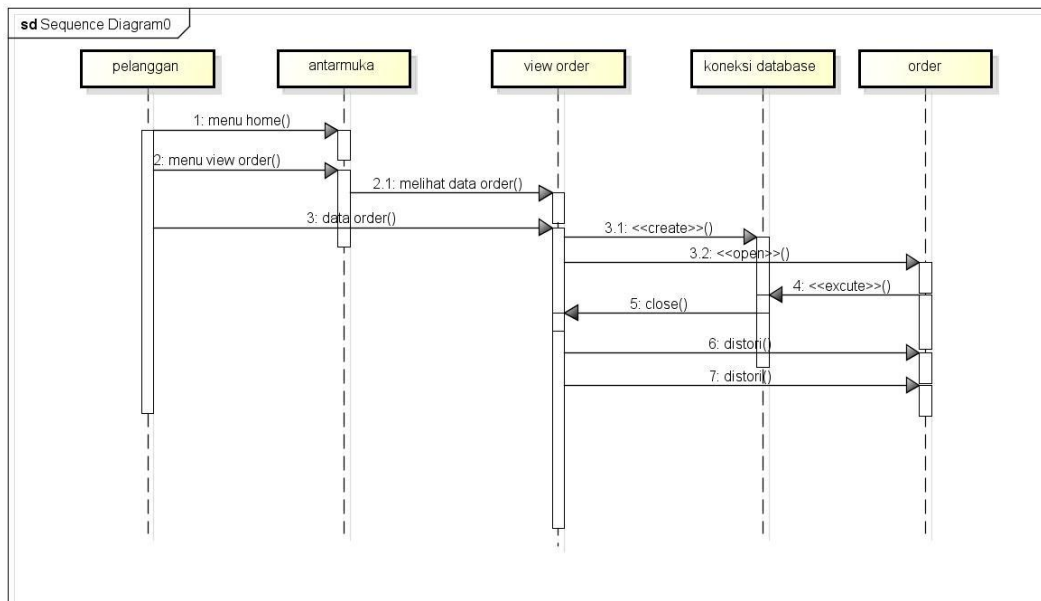 sd Sequence Diagram0
pelanggan
antarmuka
view order
koneksi database
order
1: menu home()
2: menu view order()
2.1: melihat data order()
3: data order()
3.1: <<create>>()
3.2: <<open>>()
4: <<excute>>()
5: close()
6: distori()
7: distori()